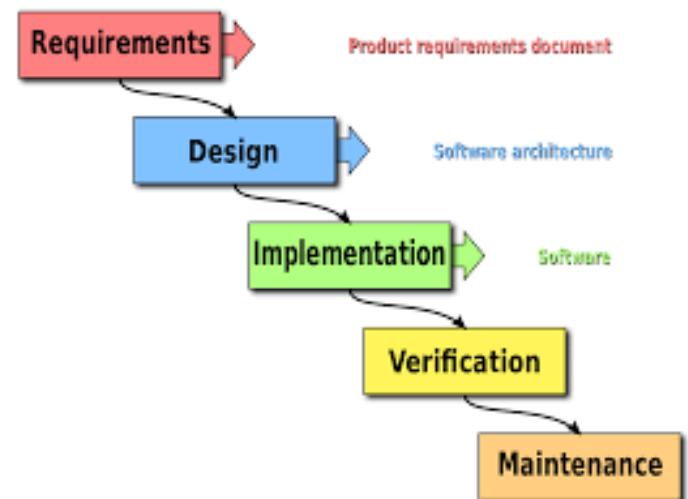 Requirements
Product requirements document
Design
Software architecture
Implementation
Software
Verification
Maintenance